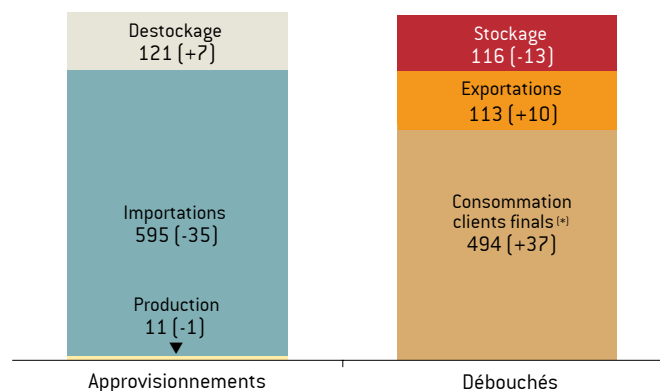 Destockage
121 (+7)
Importations
595 (-35)
Production
11 (-1)
Approvisionnements
Stockage
116 (-13)
Exportations
113 (+10)
Consommation
clients finals (*)
494 (+37)
Débouchés